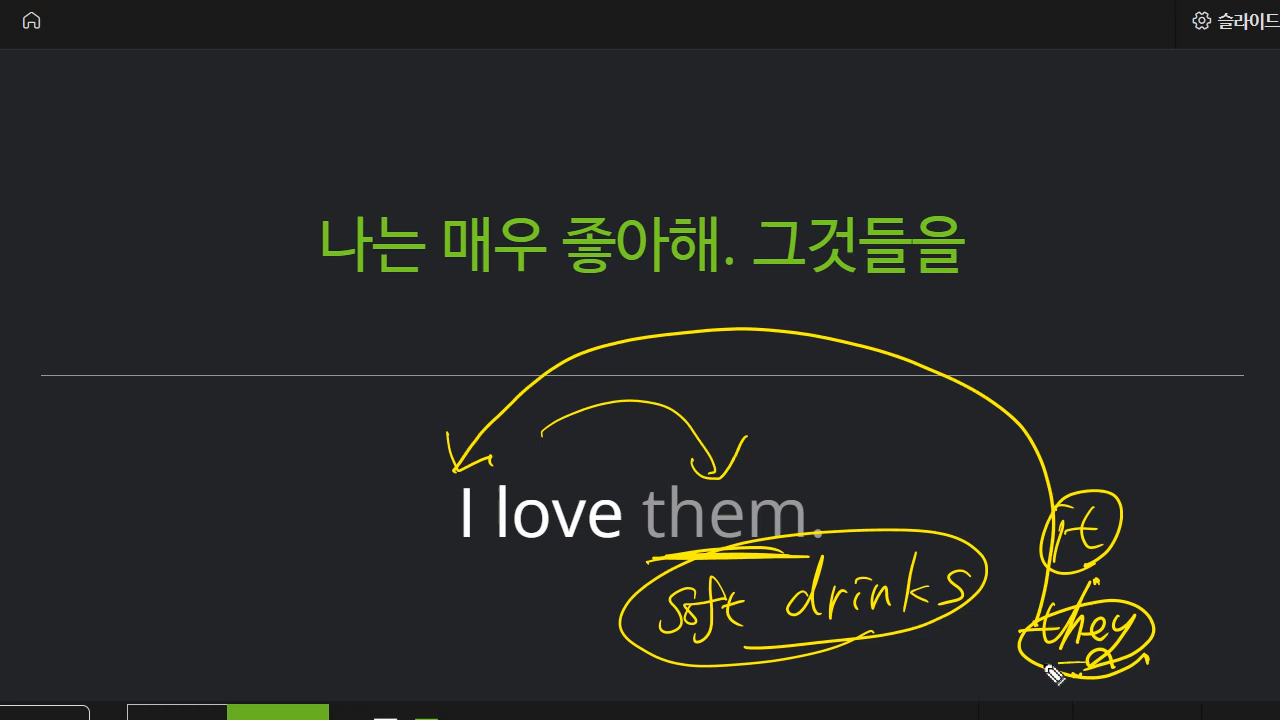 슬라이드
나는 매우 좋아해. 그것들을
I love them.
it
soft drinks
they